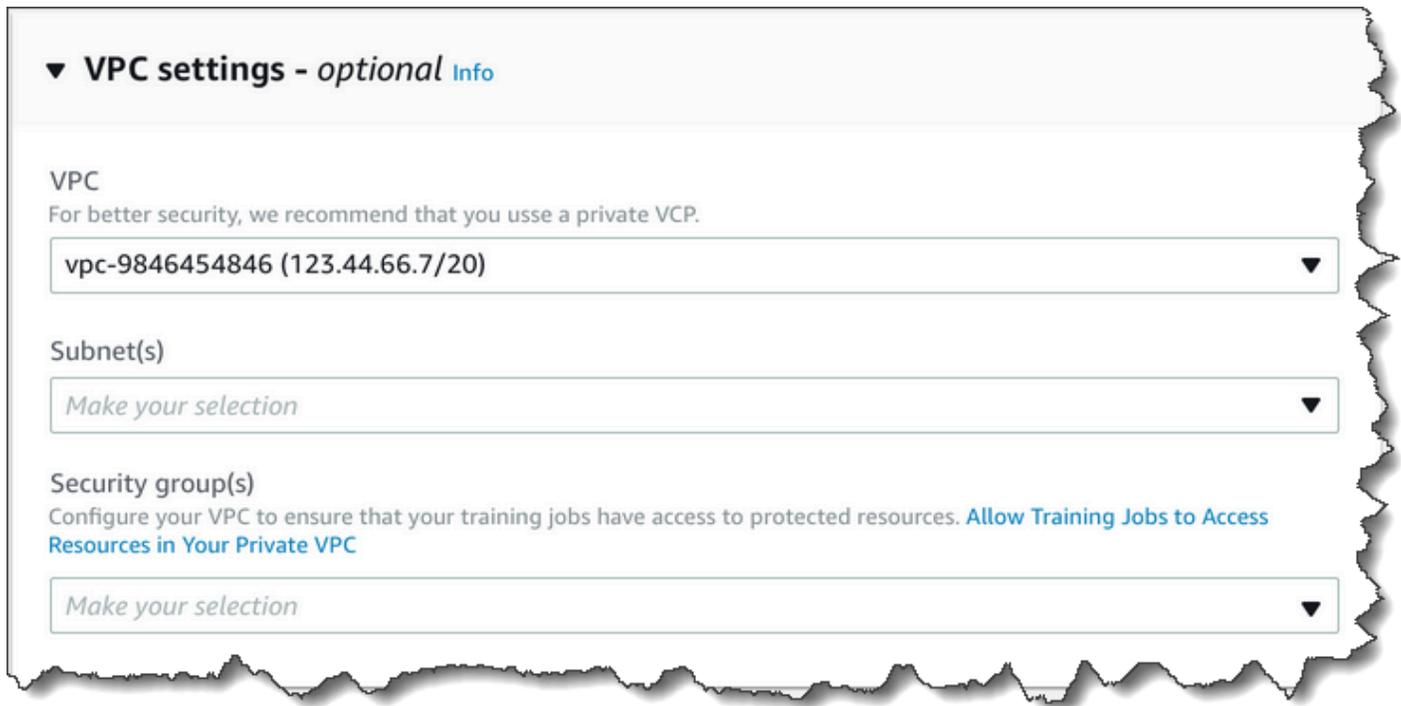 VPC settings - optional Info
VPC
For better security, we recommend that you usse a private VCP.
vpc-9846454846 (123.44.66.7/20)
Subnet(s)
Make your selection
Security group(s)
Configure your VPC to ensure that your training jobs have access to protected resources. Allow Training Jobs to Access
Resources in Your Private VPC
Make your selection